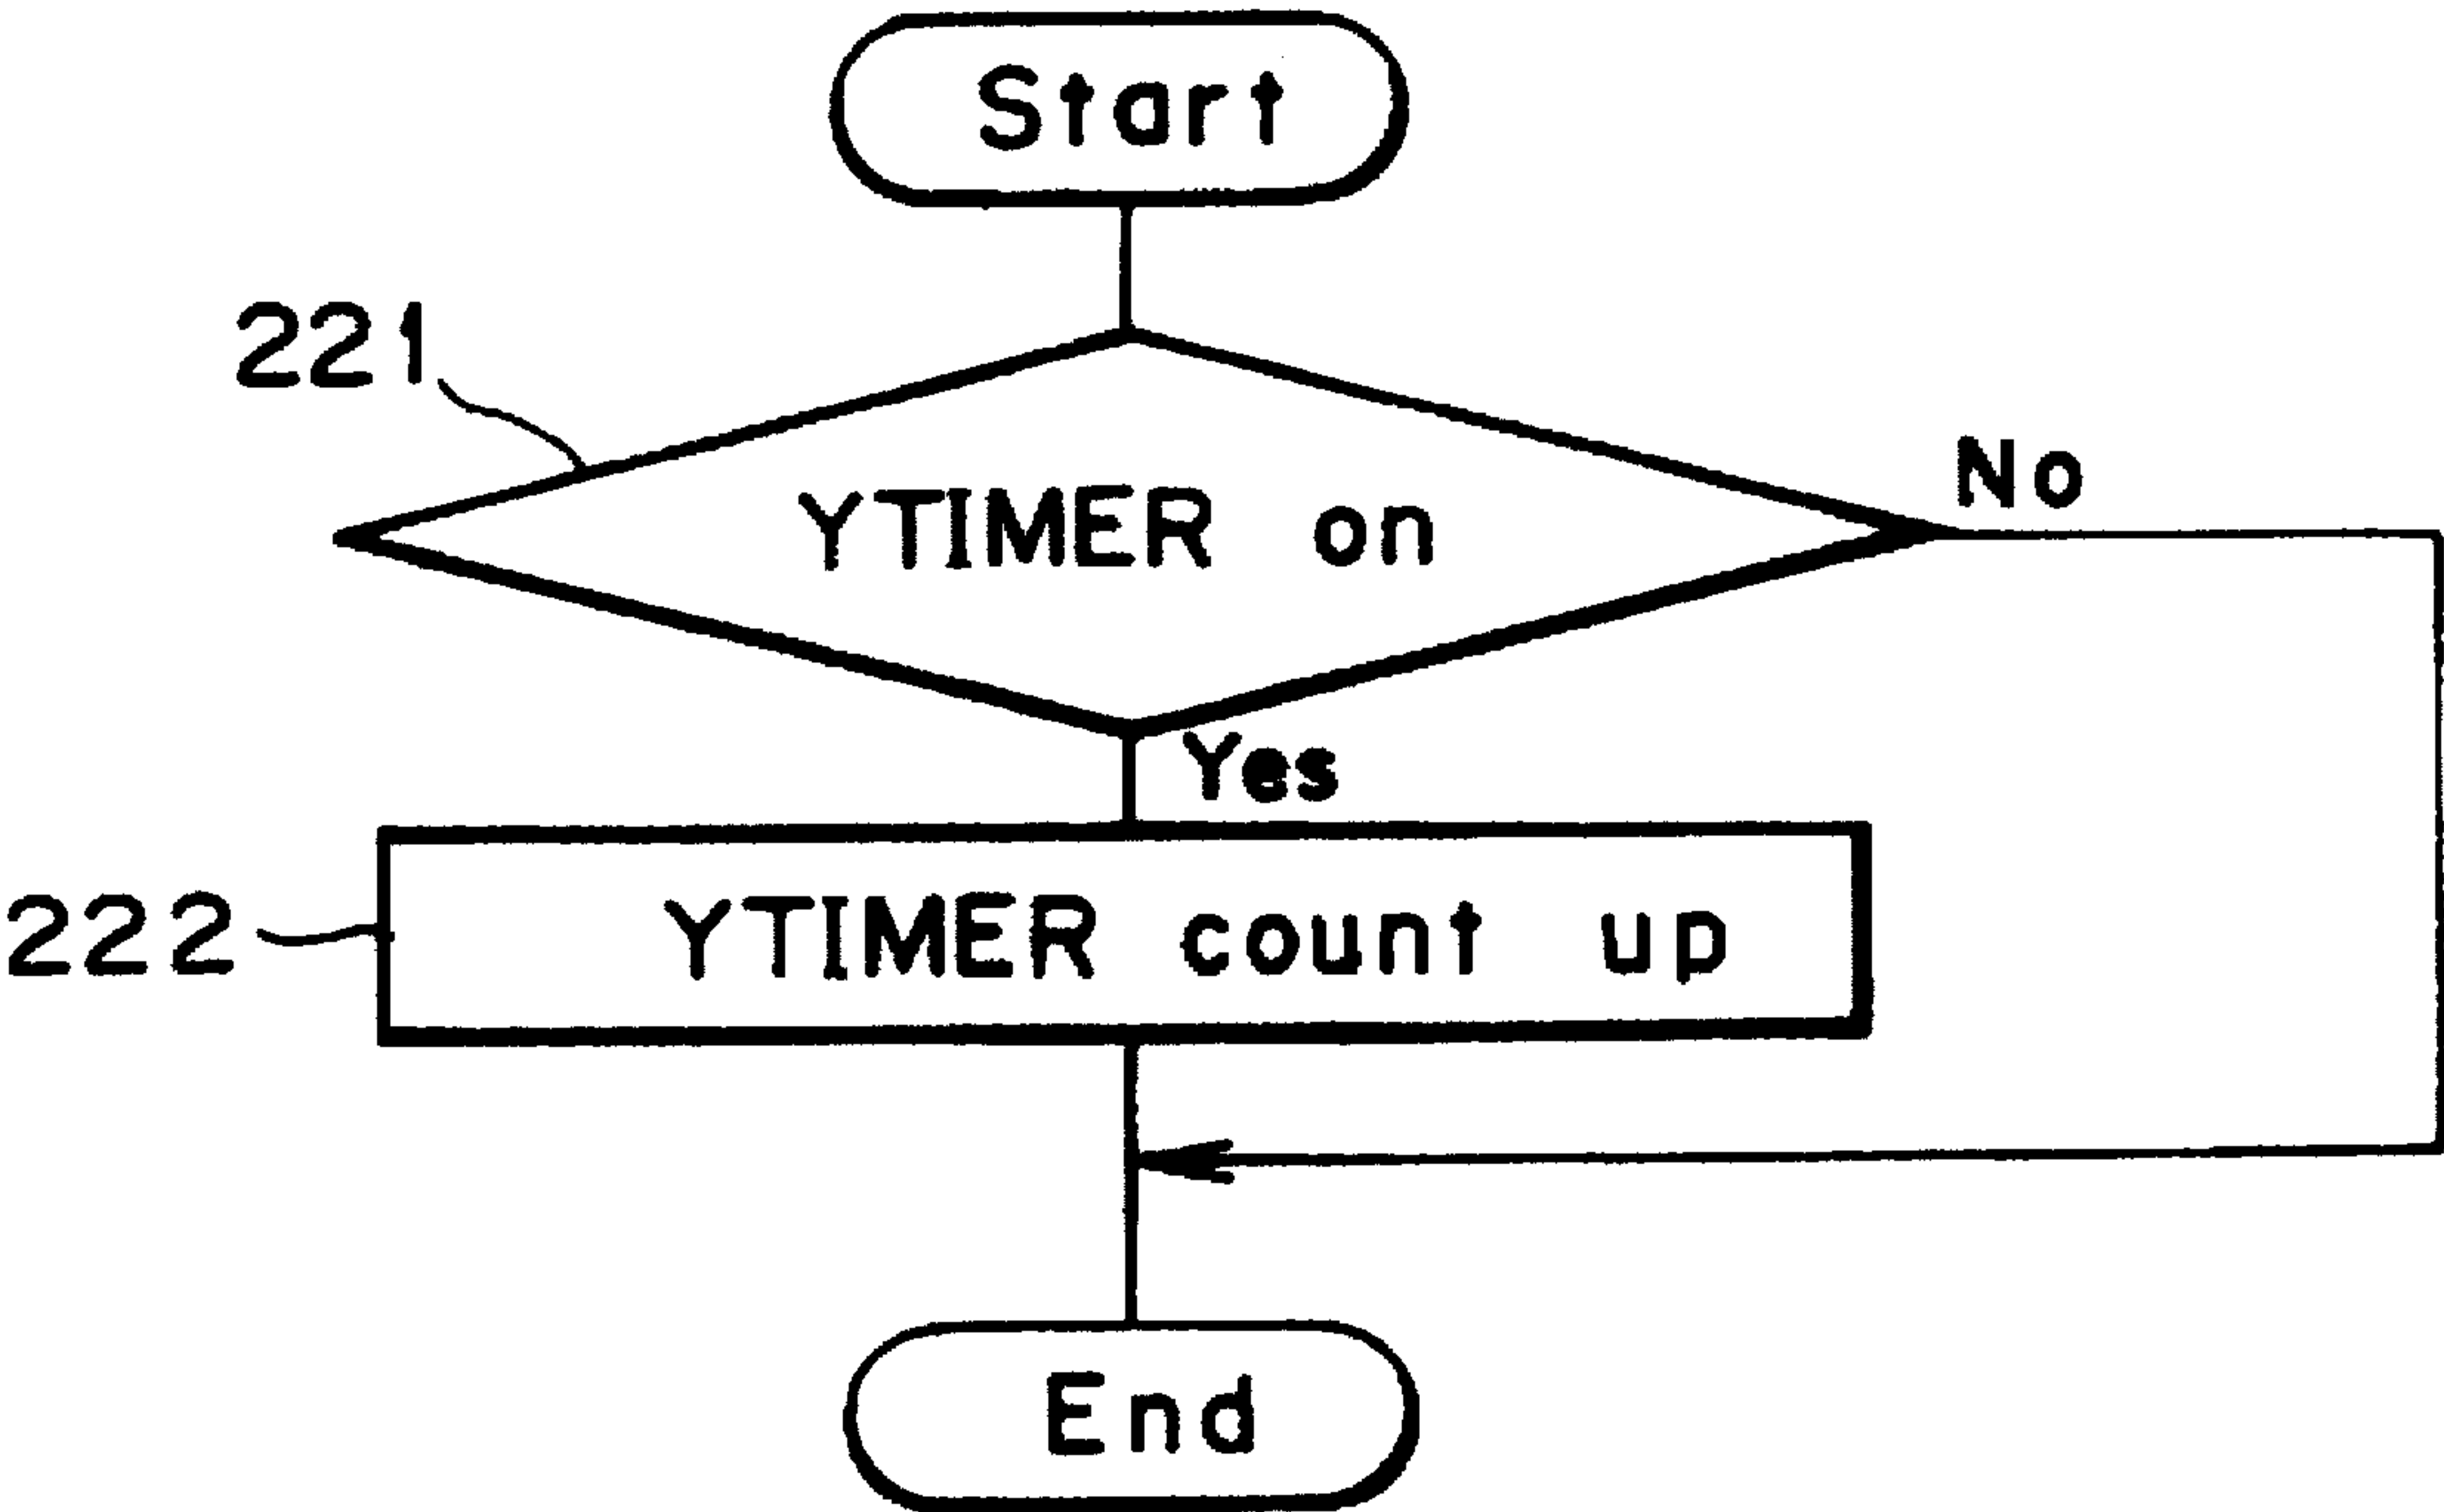 Start
221
YTIMER on
No
Yes
222
YTIMER count up
End